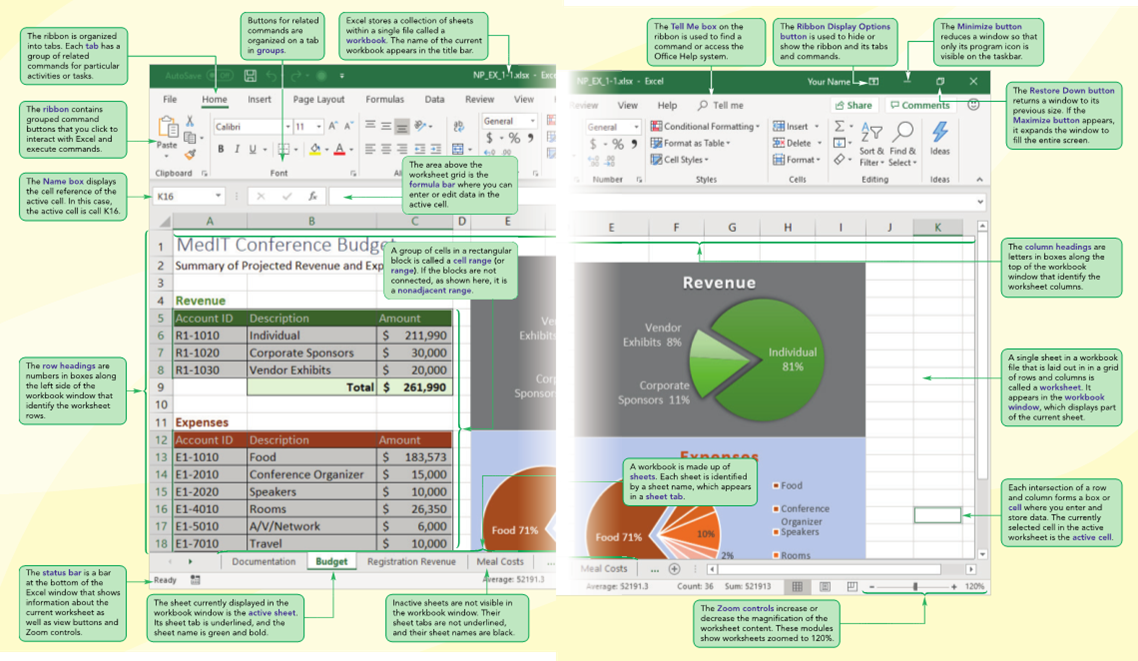 The ribbon is organized
into tabs. Each tab has a
group of related
commands for particular
activities or tasks.
Buttons for related
commands are
organized on a tab
in groups.
Excel stores a collection of sheets
within a single file called a
workbook. The name of the current
workbook appears in the title bar.
The Tell Me box on the
ribbon is used to find a
command or access the
Office Help system.
The Ribbon Display Options
button is used to hide or
show the ribbon and its tabs
and commands.
The Minimize button
reduces a window so that
only its program icon is
visible on the taskbar.
The ribbon contains
grouped command
buttons that you click to
interact with Excel and
execute commands.
The Restore Down button
returns a window to its
previous size. If the
Maximize button appears,
it expands the window to
fill the entire screen.
The Name box displays
the cell reference of the
active cell. In this case,
the active cell is cell K16.
AutoSave Off
NP_EX_1-1.xlsx - Exce
File Home Insert Page Layout Formulas Data Review View
Paste
Calibri 11 A A
B I U A
General
$ % ,
Clipboard Font
The area above the
worksheet grid is the
formula bar where you can
enter or edit data in the
active cell.
K16 fx
A B C D E
1 MedIT Conference Budget
2 Summary of Projected Revenue and Exp
A group of cells in a rectangular
block is called a cell range (or
range). If the blocks are not
connected, as shown here, it is
a nonadjacent range.
3
4 Revenue
5 Account ID Description Amount
6 R1-1010 Individual $ 211,990
7 R1-1020 Corporate Sponsors $ 30,000
8 R1-1030 Vendor Exhibits $ 20,000
9 Total $ 261,990
10
11 Expenses
12 Account ID Description Amount
13 E1-1010 Food $ 183,573
14 E1-2010 Conference Organizer $ 15,000
15 E1-2020 Speakers $ 10,000
16 E1-4010 Rooms $ 26,350
17 E1-5010 A/V/Network $ 6,000
18 E1-7010 Travel $ 10,000
Ve
Exhibits
Cor
Sponsor
Food 71%
Documentation Budget Registration Revenue Meal Costs ...
Ready Average: 52191.3
The row headings are
numbers in boxes along
the left side of the
workbook window that
identify the worksheet
rows.
The status bar is a bar
at the bottom of the
Excel window that shows
information about the
current worksheet as
well as view buttons and
Zoom controls.
The sheet currently displayed in the
workbook window is the active sheet.
Its sheet tab is underlined, and the
sheet name is green and bold.
Inactive sheets are not visible in
the workbook window. Their
sheet tabs are not underlined,
and their sheet names are black.
NP_EX_1-1.xlsx - Excel Your Name
Review View Help Tell me Share Comments
General
$ % ,
Conditional Formatting
Format as Table
Cell Styles
Insert
Delete
Format
Sort & Find &
Filter Select
Ideas
Number Styles Cells Editing Ideas
E F G H I J K
Revenue
Vendor
Exhibits 8%
Individual
81%
Corporate
Sponsors 11%
Expenses
A workbook is made up of
sheets. Each sheet is identified
by a sheet name, which appears
in a sheet tab.
Food 71%
10%
2%
Food
Conference
Organizer
Speakers
Rooms
Meal Costs ...
Average: 52191.3 Count: 36 Sum: 521913 120%
The column headings are
letters in boxes along the
top of the workbook
window that identify the
worksheet columns.
A single sheet in a workbook
file that is laid out in a grid
of rows and columns is
called a worksheet. It
appears in the workbook
window, which displays part
of the current sheet.
Each intersection of a row
and column forms a box or
cell where you enter and
store data. The currently
selected cell in the active
worksheet is the active cell.
The Zoom controls increase or
decrease the magnification of the
worksheet content. These modules
show worksheets zoomed to 120%.